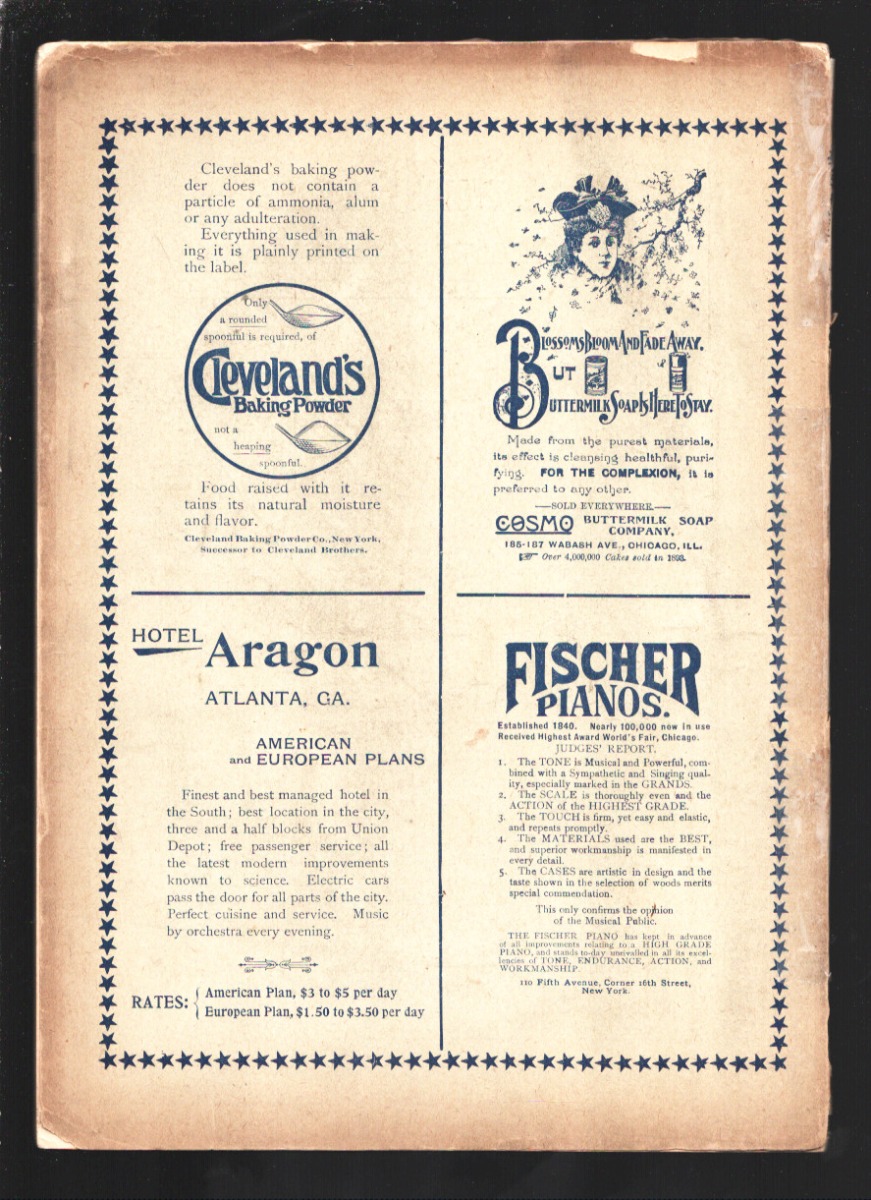 Cleveland's baking pow-
der does not contain a
particle of ammonia, alum
or any adulteration.
Everything used in mak-
ing it is plainly printed on
the label.
Only
a rounded
spoonful is required, of
Cleveland's
Baking Powder
not a
heaping
spoonful.
Food raised with it re-
tains its natural moisture
and flavor.
Cleveland Baking Powder Co., New York,
Successor to Cleveland Brothers.
BLOSSOMS BLOOM AND FADE AWAY,
BUT
BUTTERMILK SOAP IS HERE TO STAY.
Made from the purest materials,
its effect is cleansing healthful, puri-
fying. FOR THE COMPLEXION, it is
preferred to any other.
—SOLD EVERYWHERE.—
COSMO BUTTERMILK SOAP
COMPANY,
185-187 WABASH AVE., CHICAGO, ILL.
☞ Over 4,000,000 Cakes sold in 1893.
HOTEL Aragon
ATLANTA, GA.
AMERICAN
and EUROPEAN PLANS
Finest and best managed hotel in
the South; best location in the city,
three and a half blocks from Union
Depot; free passenger service; all
the latest modern improvements
known to science. Electric cars
pass the door for all parts of the city.
Perfect cuisine and service. Music
by orchestra every evening.
RATES: { American Plan, $3 to $5 per day
European Plan, $1.50 to $3.50 per day
FISCHER
PIANOS.
Established 1840. Nearly 100,000 now in use
Received Highest Award World's Fair, Chicago.
JUDGES' REPORT.
1. The TONE is Musical and Powerful, com-
bined with a Sympathetic and Singing qual-
ity, especially marked in the GRANDS.
2. The SCALE is thoroughly even and the
ACTION of the HIGHEST GRADE.
3. The TOUCH is firm, yet easy and elastic,
and repeats promptly.
4. The MATERIALS used are the BEST,
and superior workmanship is manifested in
every detail.
5. The CASES are artistic in design and the
taste shown in the selection of woods merits
special commendation.
This only confirms the opinion
of the Musical Public.
THE FISCHER PIANO has kept in advance
of all improvements relating to a HIGH GRADE
PIANO, and stands to-day unrivalled in all its excel-
lencies of TONE, ENDURANCE, ACTION, and
WORKMANSHIP.
110 Fifth Avenue, Corner 16th Street,
New York.